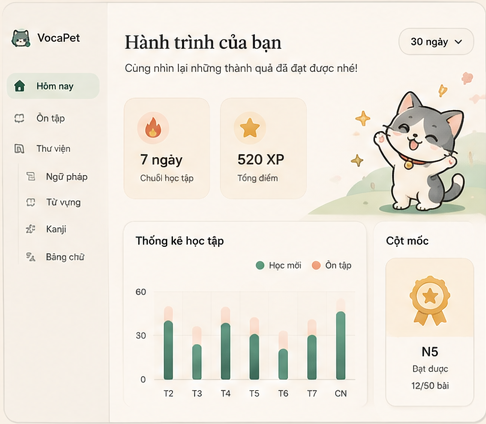 VocaPet
Hôm nay
Ôn tập
Thư viện
Ngữ pháp
Từ vựng
Kanji
Bảng chữ
Hành trình của bạn
30 ngày
Cùng nhìn lại những thành quả đã đạt được nhé!
7 ngày
Chuỗi học tập
520 XP
Tổng điểm
Thống kê học tập
Học mới
Ôn tập
60
30
0
T2 T3 T4 T5 T6 T7 CN
Cột mốc
N5
Đạt được
12/50 bài